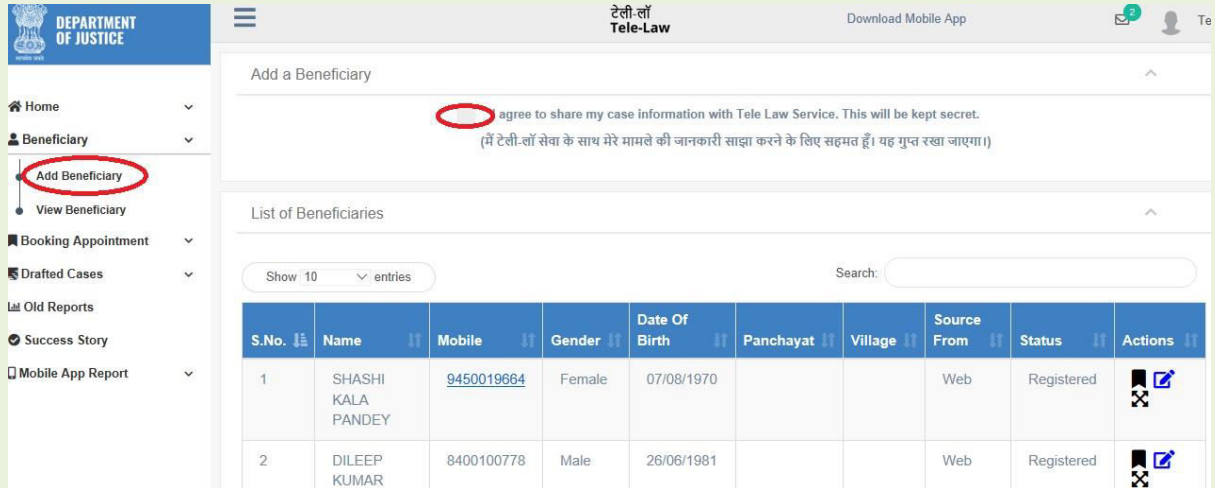 DEPARTMENT
OF JUSTICE
सत्यमेव जयते
टेली-लॉ
Tele-Law
Download Mobile App
2
Te
Home
Beneficiary
Add Beneficiary
View Beneficiary
Booking Appointment
Drafted Cases
Old Reports
Success Story
Mobile App Report
Add a Beneficiary
agree to share my case information with Tele Law Service. This will be kept secret.
(मैं टेली-लॉ सेवा के साथ मेरे मामले की जानकारी साझा करने के लिए सहमत हूँ। यह गुप्त रखा जाएगा।)
List of Beneficiaries
Show 10 entries
Search:
S.No. Name Mobile Gender Date Of Birth Panchayat Village Source From Status Actions
1 SHASHI KALA PANDEY 9450019664 Female 07/08/1970 Web Registered
2 DILEEP KUMAR 8400100778 Male 26/06/1981 Web Registered